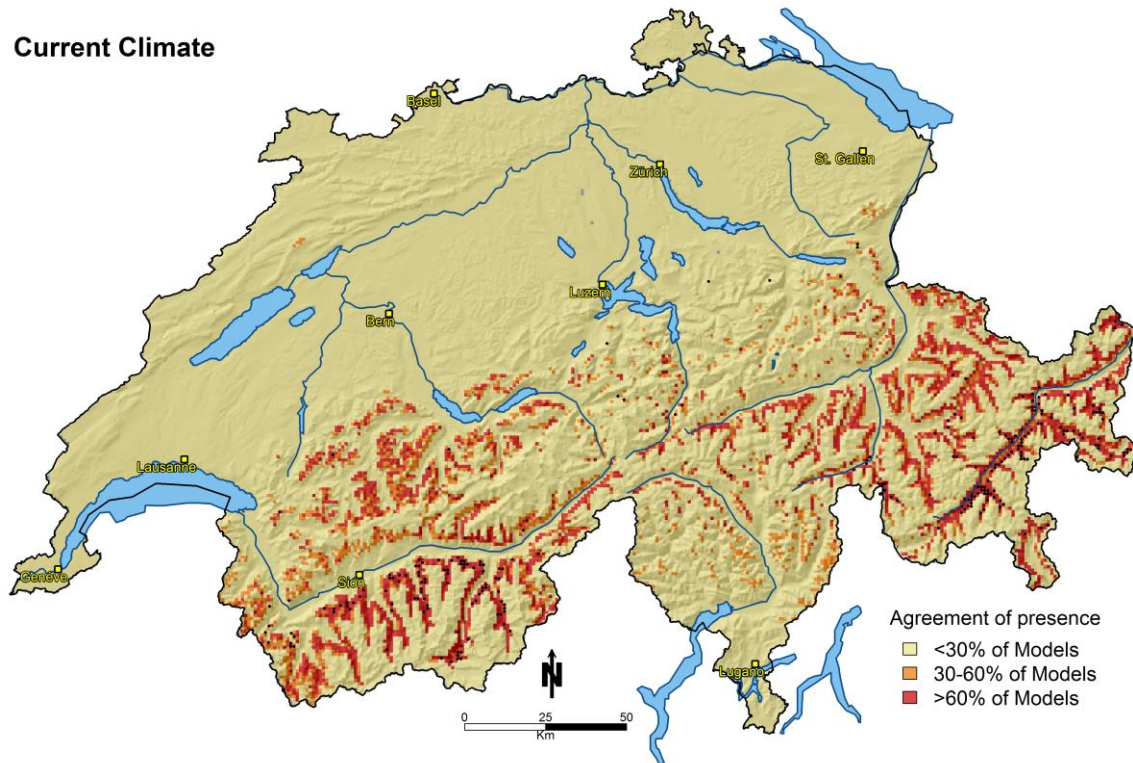 Current Climate
Basel
St. Gallen
Zürich
Luzern
Bern
Lausanne
Genève
Sion
Lugano
N
0 25 50
Km
Agreement of presence
<30% of Models
30-60% of Models
>60% of Models